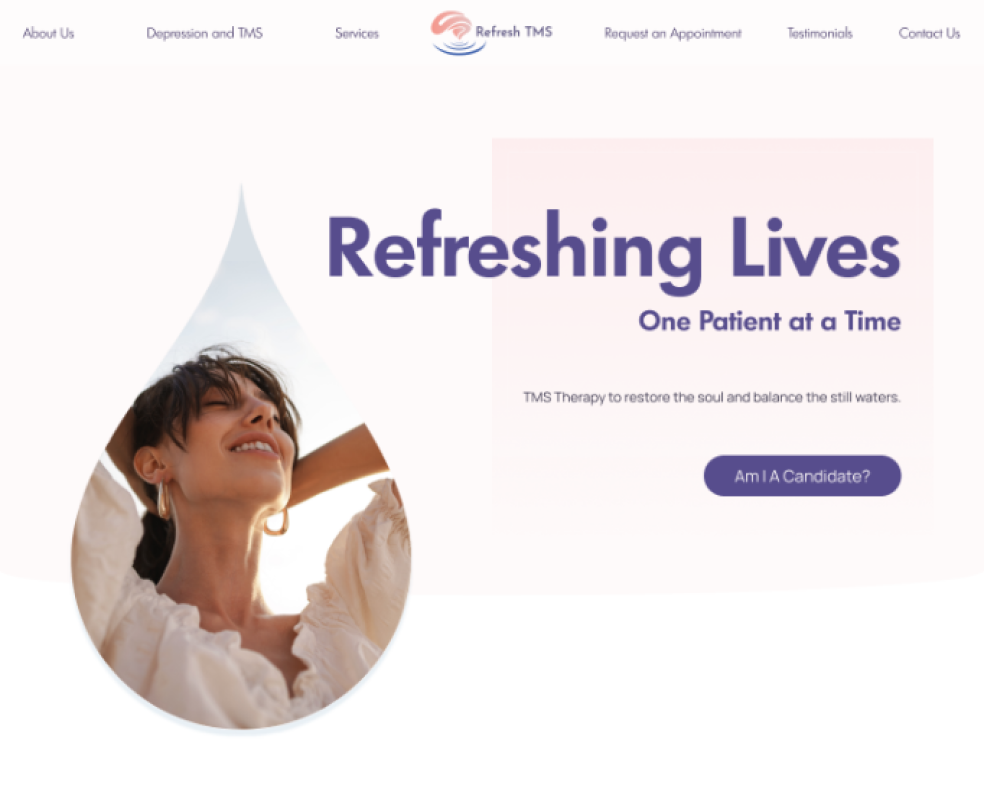 About Us
Depression and TMS
Services
Refresh TMS
Request an Appointment
Testimonials
Contact Us
Refreshing Lives
One Patient at a Time
TMS Therapy to restore the soul and balance the still waters.
Am I A Candidate?